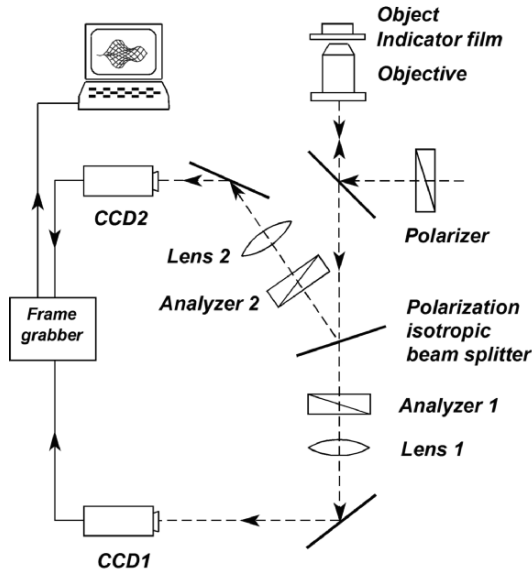 Object
Indicator film
Objective
CCD2
Polarizer
Lens 2
Analyzer 2
Frame
grabber
Polarization
isotropic
beam splitter
Analyzer 1
Lens 1
CCD1